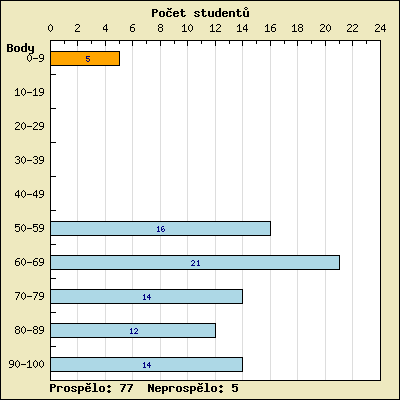 Počet studentů
0 2 4 6 8 10 12 14 16 18 20 22 24
Body
0-9 5
10-19
20-29
30-39
40-49
50-59 16
60-69 21
70-79 14
80-89 12
90-100 14
Prospělo: 77 Neprospělo: 5